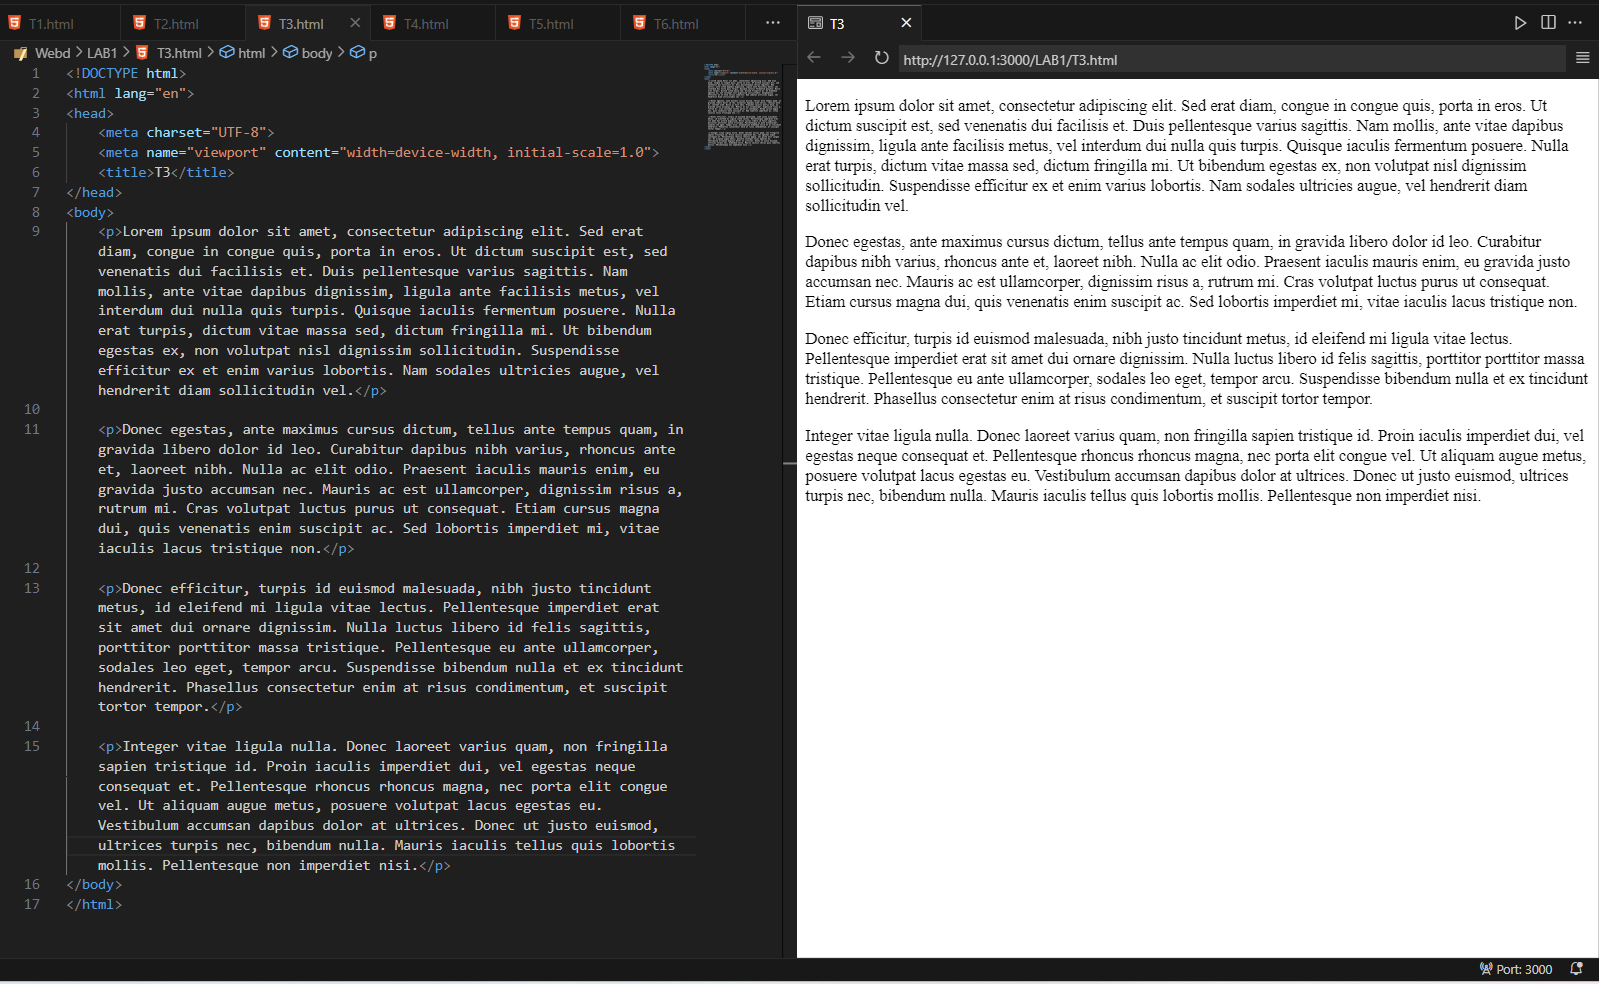 T1.html
T2.html
T3.html
T4.html
T5.html
T6.html
T3
Webd > LAB1 > T3.html > html > body > p
http://127.0.0.1:3000/LAB1/T3.html
1 <!DOCTYPE html>
2 <html lang="en">
3 <head>
4 <meta charset="UTF-8">
5 <meta name="viewport" content="width=device-width, initial-scale=1.0">
6 <title>T3</title>
7 </head>
8 <body>
9 <p>Lorem ipsum dolor sit amet, consectetur adipiscing elit. Sed erat
diam, congue in congue quis, porta in eros. Ut dictum suscipit est, sed
venenatis dui facilisis et. Duis pellentesque varius sagittis. Nam
mollis, ante vitae dapibus dignissim, ligula ante facilisis metus, vel
interdum dui nulla quis turpis. Quisque iaculis fermentum posuere. Nulla
erat turpis, dictum vitae massa sed, dictum fringilla mi. Ut bibendum
egestas ex, non volutpat nisl dignissim sollicitudin. Suspendisse
efficitur ex et enim varius lobortis. Nam sodales ultricies augue, vel
hendrerit diam sollicitudin vel.</p>
10
11 <p>Donec egestas, ante maximus cursus dictum, tellus ante tempus quam, in
gravida libero dolor id leo. Curabitur dapibus nibh varius, rhoncus ante
et, laoreet nibh. Nulla ac elit odio. Praesent iaculis mauris enim, eu
gravida justo accumsan nec. Mauris ac est ullamcorper, dignissim risus a,
rutrum mi. Cras volutpat luctus purus ut consequat. Etiam cursus magna
dui, quis venenatis enim suscipit ac. Sed lobortis imperdiet mi, vitae
iaculis lacus tristique non.</p>
12
13 <p>Donec efficitur, turpis id euismod malesuada, nibh justo tincidunt
metus, id eleifend mi ligula vitae lectus. Pellentesque imperdiet erat
sit amet dui ornare dignissim. Nulla luctus libero id felis sagittis,
porttitor porttitor massa tristique. Pellentesque eu ante ullamcorper,
sodales leo eget, tempor arcu. Suspendisse bibendum nulla et ex tincidunt
hendrerit. Phasellus consectetur enim at risus condimentum, et suscipit
tortor tempor.</p>
14
15 <p>Integer vitae ligula nulla. Donec laoreet varius quam, non fringilla
sapien tristique id. Proin iaculis imperdiet dui, vel egestas neque
consequat et. Pellentesque rhoncus rhoncus magna, nec porta elit congue
vel. Ut aliquam augue metus, posuere volutpat lacus egestas eu.
Vestibulum accumsan dapibus dolor at ultrices. Donec ut justo euismod,
ultrices turpis nec, bibendum nulla. Mauris iaculis tellus quis lobortis
mollis. Pellentesque non imperdiet nisi.</p>
16 </body>
17 </html>
Lorem ipsum dolor sit amet, consectetur adipiscing elit. Sed erat diam, congue in congue quis, porta in eros. Ut
dictum suscipit est, sed venenatis dui facilisis et. Duis pellentesque varius sagittis. Nam mollis, ante vitae dapibus
dignissim, ligula ante facilisis metus, vel interdum dui nulla quis turpis. Quisque iaculis fermentum posuere. Nulla
erat turpis, dictum vitae massa sed, dictum fringilla mi. Ut bibendum egestas ex, non volutpat nisl dignissim
sollicitudin. Suspendisse efficitur ex et enim varius lobortis. Nam sodales ultricies augue, vel hendrerit diam
sollicitudin vel.
Donec egestas, ante maximus cursus dictum, tellus ante tempus quam, in gravida libero dolor id leo. Curabitur
dapibus nibh varius, rhoncus ante et, laoreet nibh. Nulla ac elit odio. Praesent iaculis mauris enim, eu gravida justo
accumsan nec. Mauris ac est ullamcorper, dignissim risus a, rutrum mi. Cras volutpat luctus purus ut consequat.
Etiam cursus magna dui, quis venenatis enim suscipit ac. Sed lobortis imperdiet mi, vitae iaculis lacus tristique non.
Donec efficitur, turpis id euismod malesuada, nibh justo tincidunt metus, id eleifend mi ligula vitae lectus.
Pellentesque imperdiet erat sit amet dui ornare dignissim. Nulla luctus libero id felis sagittis, porttitor porttitor massa
tristique. Pellentesque eu ante ullamcorper, sodales leo eget, tempor arcu. Suspendisse bibendum nulla et ex tincidunt
hendrerit. Phasellus consectetur enim at risus condimentum, et suscipit tortor tempor.
Integer vitae ligula nulla. Donec laoreet varius quam, non fringilla sapien tristique id. Proin iaculis imperdiet dui, vel
egestas neque consequat et. Pellentesque rhoncus rhoncus magna, nec porta elit congue vel. Ut aliquam augue metus,
posuere volutpat lacus egestas eu. Vestibulum accumsan dapibus dolor at ultrices. Donec ut justo euismod, ultrices
turpis nec, bibendum nulla. Mauris iaculis tellus quis lobortis mollis. Pellentesque non imperdiet nisi.
Port: 3000